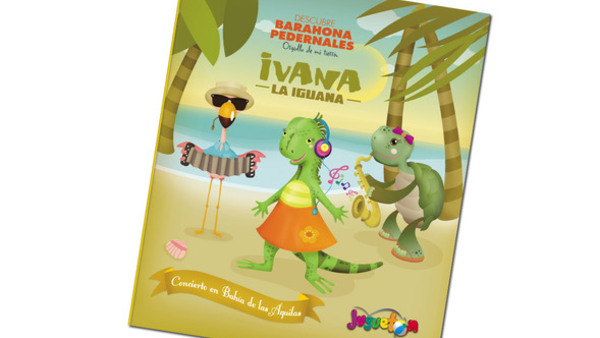 DESCUBRE
BARAHONA
PEDERNALES
Orgullo de mi tierra
IVANA
LA IGUANA
Concierto en Bahía de las Águilas
Juguetón